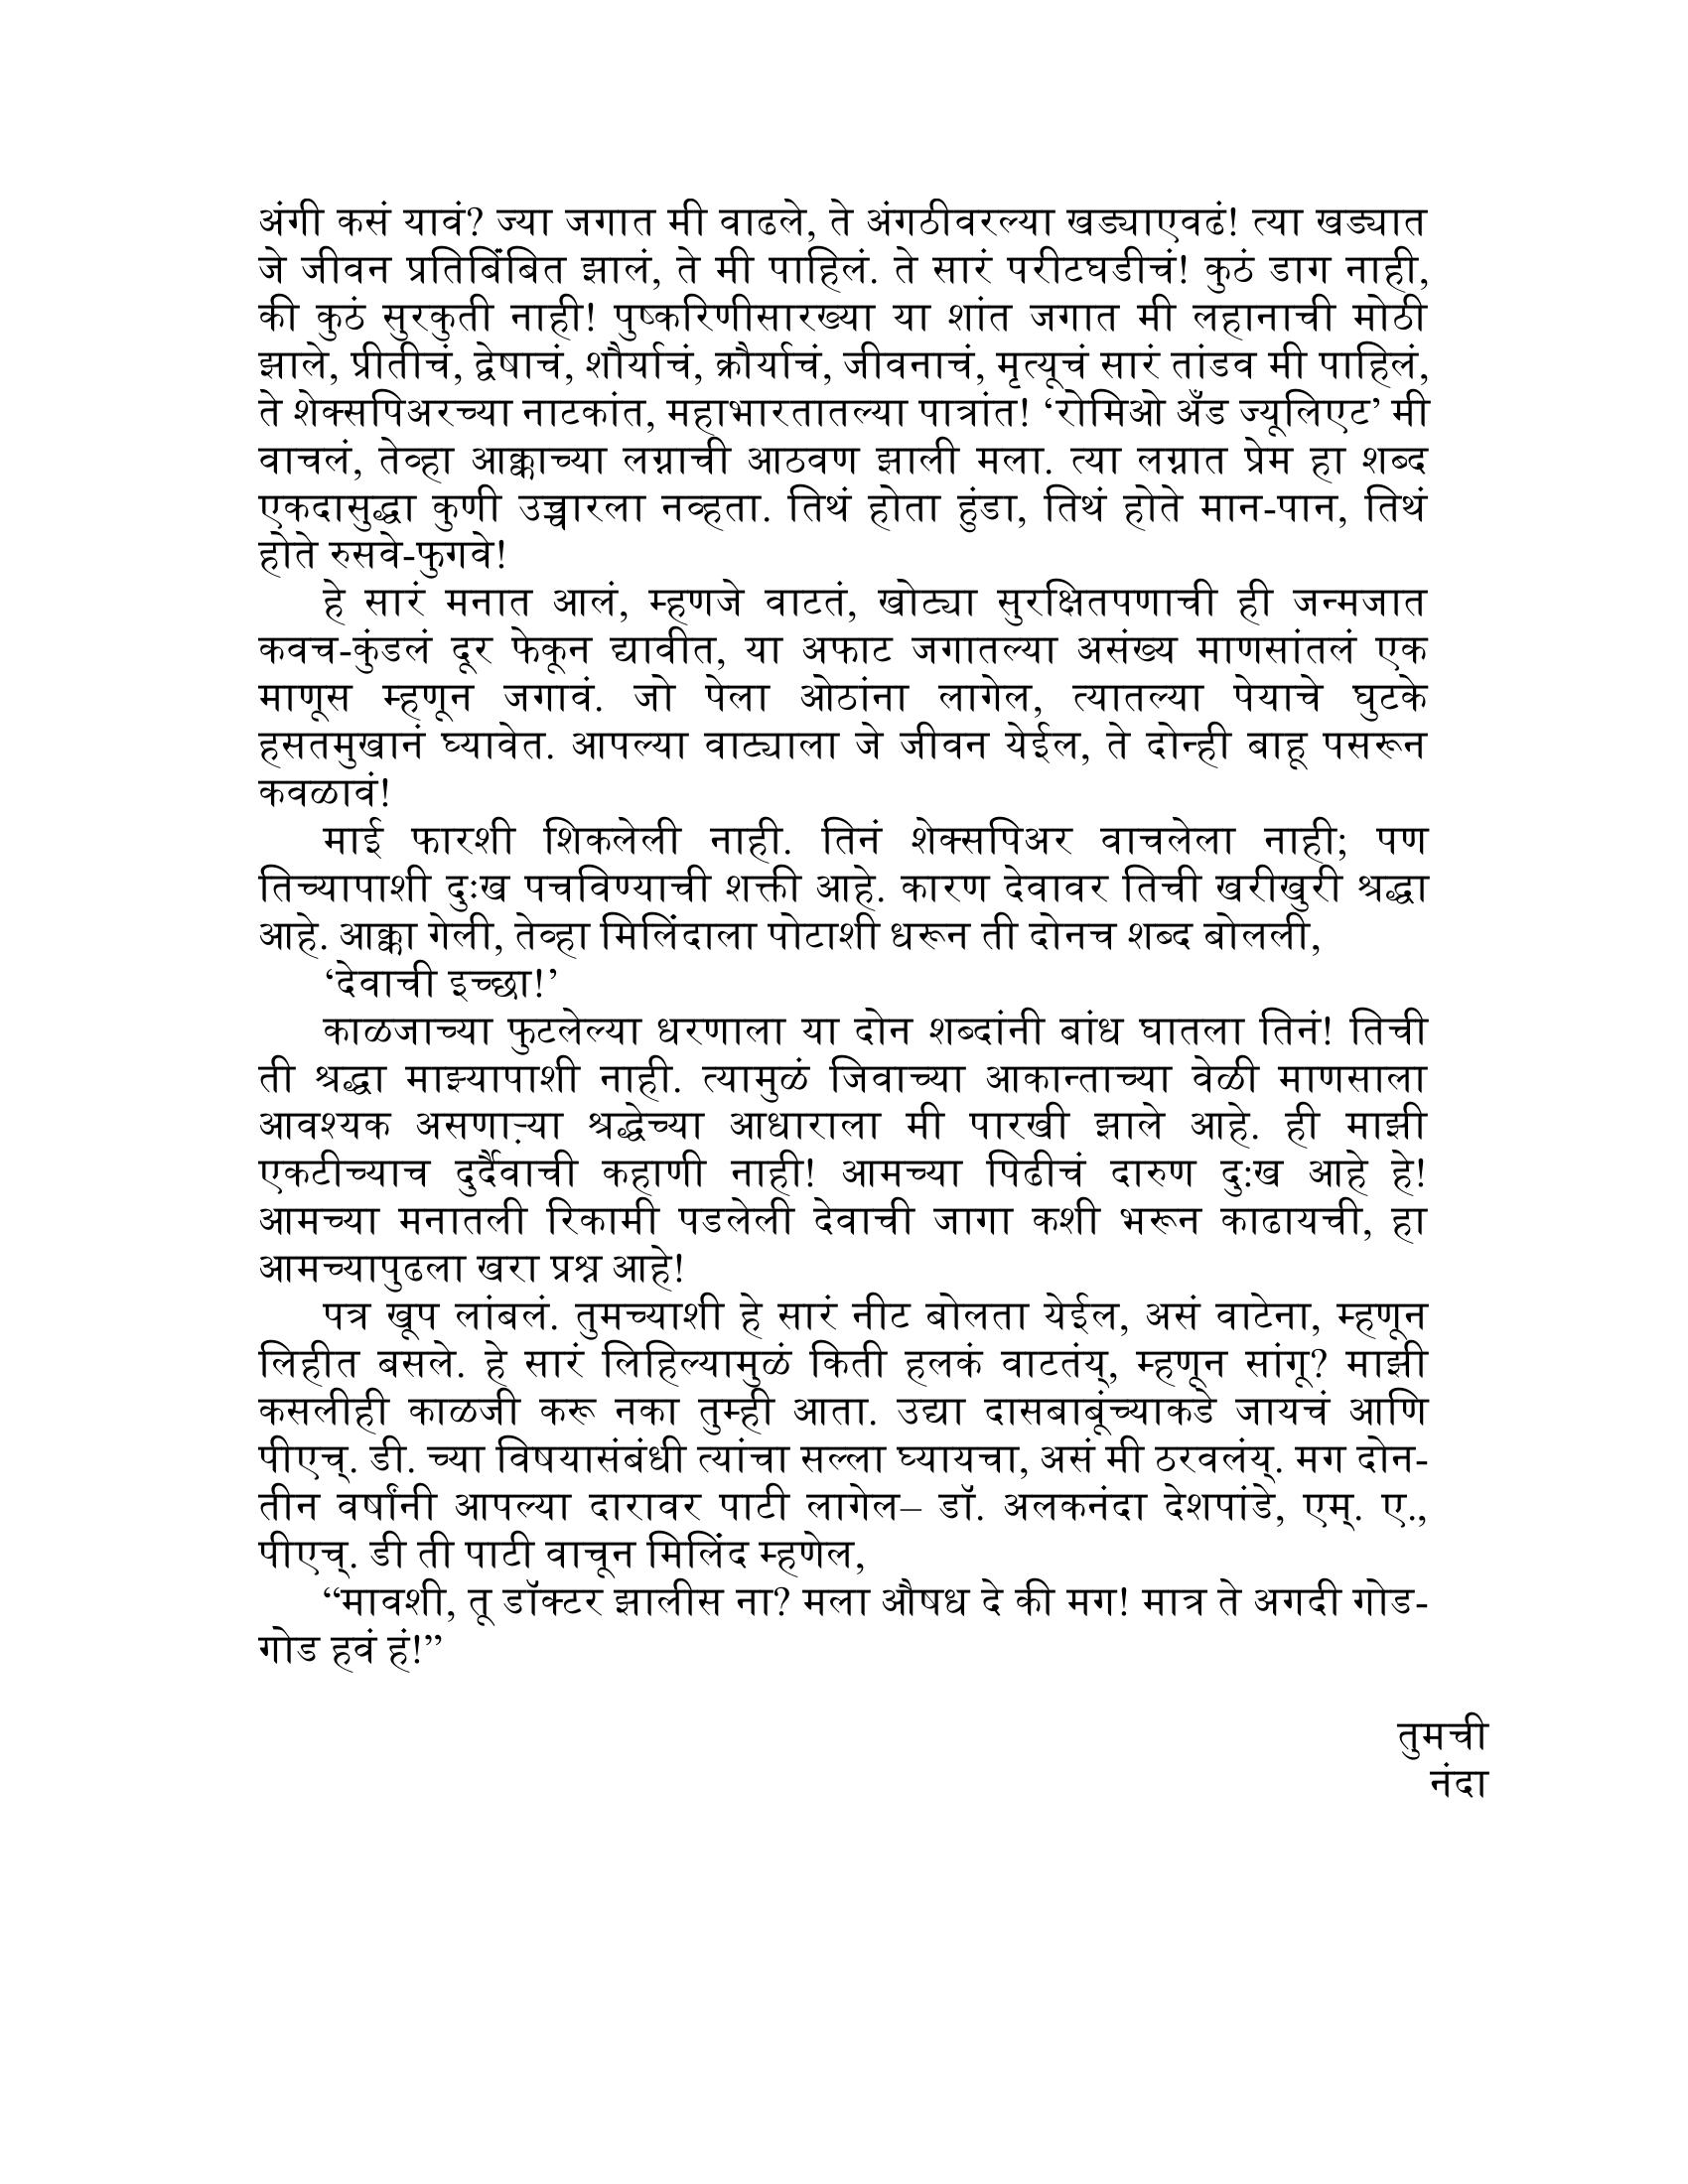 अंगी कसं यावं? ज्या जगात मी वाढले, ते अंगठीवरल्या खड्याएवढं! त्या खड्यात
जे जीवन प्रतिबिंबित झालं, ते मी पाहिलं. ते सारं परीटघडीचं! कुठं डाग नाही,
की कुठं सुरकुती नाही! पुष्करिणीसारख्या या शांत जगात मी लहानाची मोठी
झाले, प्रीतीचं, द्वेषाचं, शौर्याचं, क्रौर्याचं, जीवनाचं, मृत्यूचं सारं तांडव मी पाहिलं,
ते शेक्सपिअरच्या नाटकांत, महाभारतातल्या पात्रांत! ‘रोमिओ अँड ज्यूलिएट’ मी
वाचलं, तेव्हा आक्काच्या लग्नाची आठवण झाली मला. त्या लग्नात प्रेम हा शब्द
एकदासुद्धा कुणी उच्चारला नव्हता. तिथं होता हुंडा, तिथं होते मान-पान, तिथं
होते रुसवे-फुगवे!
हे सारं मनात आलं, म्हणजे वाटतं, खोट्या सुरक्षितपणाची ही जन्मजात
कवच-कुंडलं दूर फेकून द्यावीत, या अफाट जगातल्या असंख्य माणसांतलं एक
माणूस म्हणून जगावं. जो पेला ओठांना लागेल, त्यातल्या पेयाचे घुटके
हसतमुखानं घ्यावेत. आपल्या वाट्याला जे जीवन येईल, ते दोन्ही बाहू पसरून
कवळावं!
माई फारशी शिकलेली नाही. तिनं शेक्सपिअर वाचलेला नाही; पण
तिच्यापाशी दुःख पचविण्याची शक्ती आहे. कारण देवावर तिची खरीखुरी श्रद्धा
आहे. आक्का गेली, तेव्हा मिलिंदाला पोटाशी धरून ती दोनच शब्द बोलली,
‘देवाची इच्छा!’
काळजाच्या फुटलेल्या धरणाला या दोन शब्दांनी बांध घातला तिनं! तिची
ती श्रद्धा माझ्यापाशी नाही. त्यामुळं जिवाच्या आकान्ताच्या वेळी माणसाला
आवश्यक असणाऱ्या श्रद्धेच्या आधाराला मी पारखी झाले आहे. ही माझी
एकटीच्याच दुर्दैवाची कहाणी नाही! आमच्या पिढीचं दारुण दुःख आहे हे!
आमच्या मनातली रिकामी पडलेली देवाची जागा कशी भरून काढायची, हा
आमच्यापुढला खरा प्रश्न आहे!
पत्र खूप लांबलं. तुमच्याशी हे सारं नीट बोलता येईल, असं वाटेना, म्हणून
लिहीत बसले. हे सारं लिहिल्यामुळं किती हलकं वाटतंय्, म्हणून सांगू? माझी
कसलीही काळजी करू नका तुम्ही आता. उद्या दासबाबूंच्याकडे जायचं आणि
पीएच्. डी. च्या विषयासंबंधी त्यांचा सल्ला घ्यायचा, असं मी ठरवलंय्. मग दोन-
तीन वर्षांनी आपल्या दारावर पाटी लागेल– डॉ. अलकनंदा देशपांडे, एम्. ए.,
पीएच्. डी ती पाटी वाचून मिलिंद म्हणेल,
“मावशी, तू डॉक्टर झालीस ना? मला औषध दे की मग! मात्र ते अगदी गोड-
गोड हवं हं!”
तुमची
नंदा